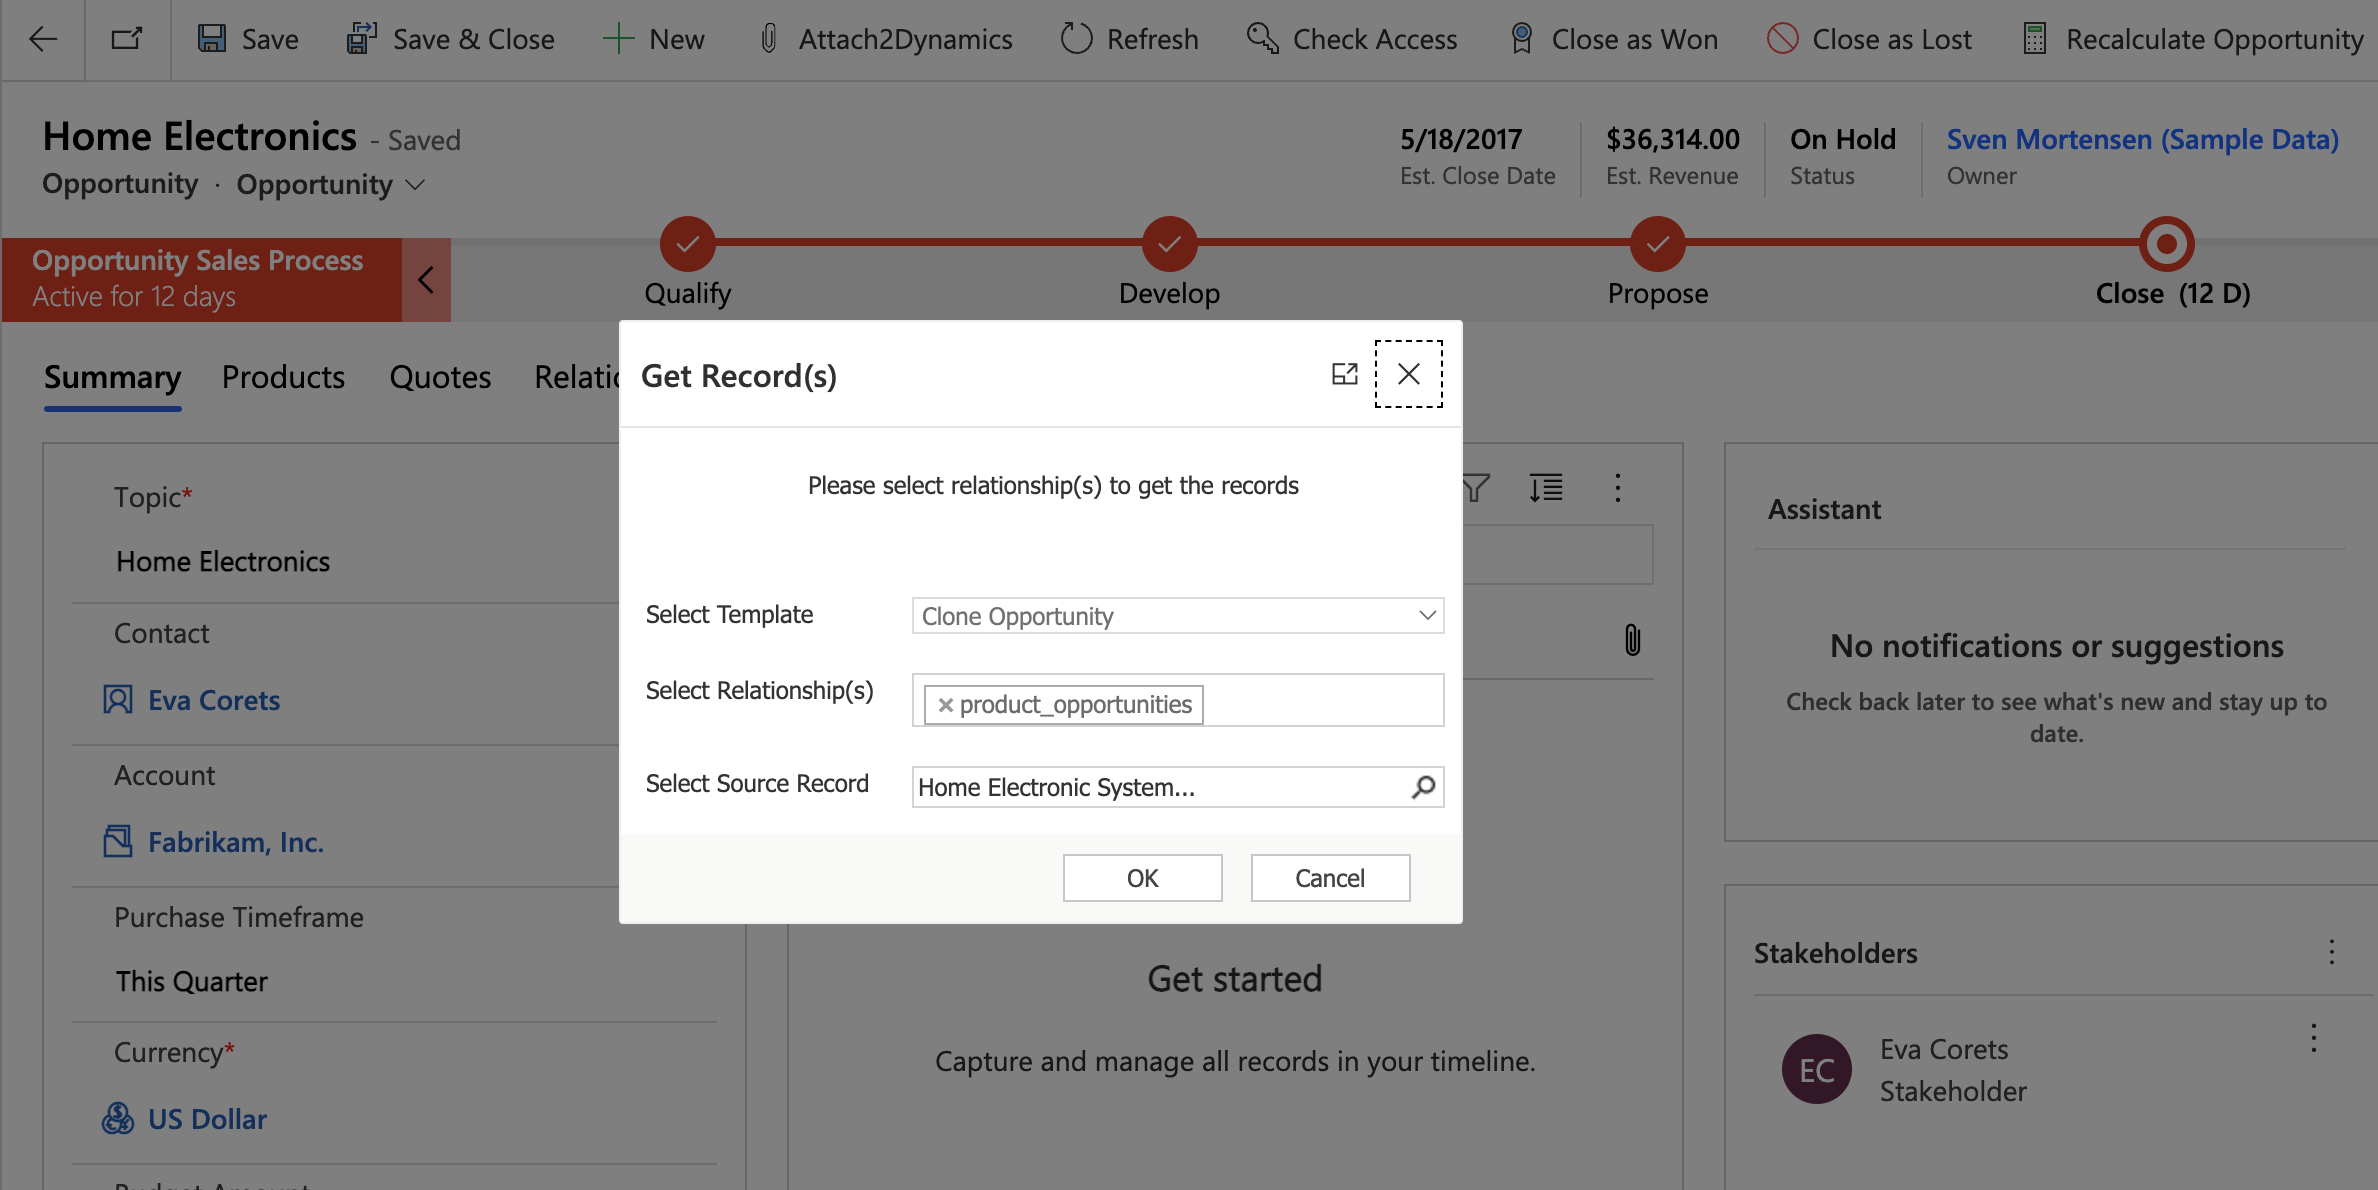 Save
Save & Close
New
Attach2Dynamics
Refresh
Check Access
Close as Won
Close as Lost
Recalculate Opportunity
Home Electronics - Saved
Opportunity · Opportunity
5/18/2017
Est. Close Date
$36,314.00
Est. Revenue
On Hold
Status
Sven Mortensen (Sample Data)
Owner
Opportunity Sales Process
Active for 12 days
Qualify
Develop
Propose
Close (12 D)
Summary
Products
Quotes
Get Record(s)
Please select relationship(s) to get the records
Select Template
Clone Opportunity
Select Relationship(s)
product_opportunities
Select Source Record
Home Electronic System...
OK
Cancel
Topic*
Home Electronics
Contact
Eva Corets
Account
Fabrikam, Inc.
Purchase Timeframe
This Quarter
Currency*
US Dollar
Get started
Capture and manage all records in your timeline.
Assistant
No notifications or suggestions
Check back later to see what's new and stay up to
date.
Stakeholders
EC
Eva Corets
Stakeholder